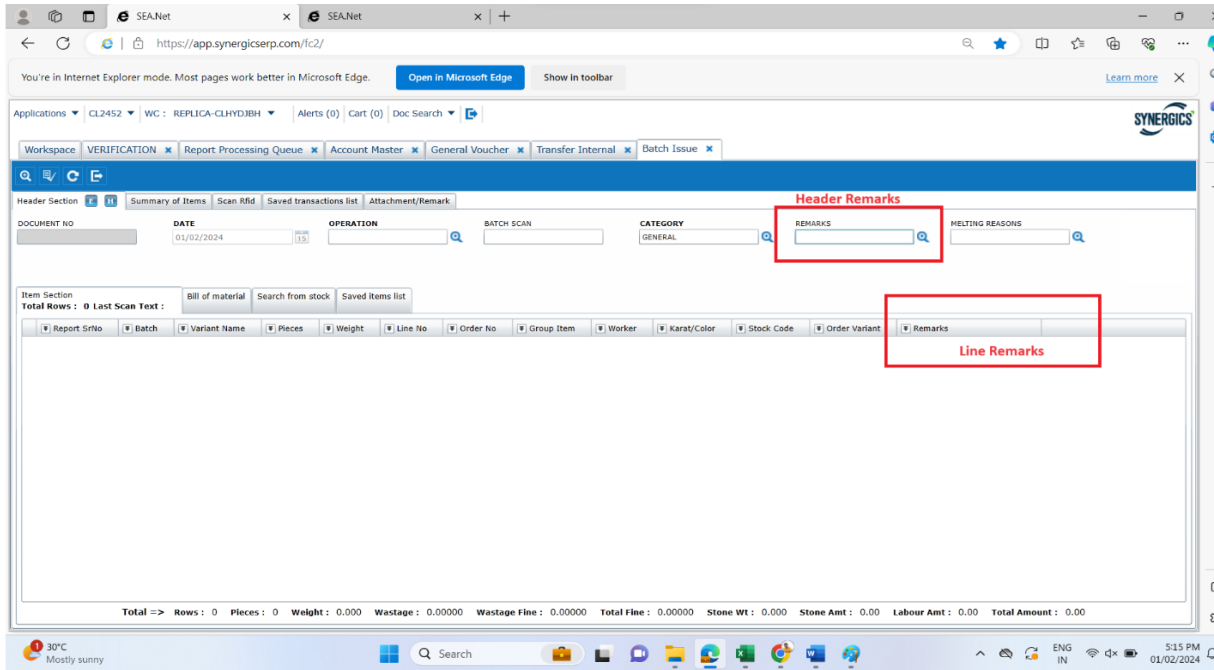 SEA.Net
SEA.Net
https://app.synergicserp.com/fc2/
You're in Internet Explorer mode. Most pages work better in Microsoft Edge. Open in Microsoft Edge Show in toolbar Learn more
Applications CL2452 WC : REPLICA-CLHYDJBH Alerts (0) Cart (0) Doc Search
SYNERGICS
Workspace VERIFICATION Report Processing Queue Account Master General Voucher Transfer Internal Batch Issue
Header Section E H Summary of Items Scan Rfid Saved transactions list Attachment/Remark
Header Remarks
DOCUMENT NO DATE OPERATION BATCH SCAN CATEGORY REMARKS MELTING REASONS
01/02/2024 15 GENERAL
Item Section Bill of material Search from stock Saved items list
Total Rows : 0 Last Scan Text :
Report SrNo Batch Variant Name Pieces Weight Line No Order No Group Item Worker Karat/Color Stock Code Order Variant Remarks
Line Remarks
Total => Rows : 0 Pieces : 0 Weight : 0.000 Wastage : 0.00000 Wastage Fine : 0.00000 Total Fine : 0.00000 Stone Wt : 0.000 Stone Amt : 0.00 Labour Amt : 0.00 Total Amount : 0.00
1 30°C
Mostly sunny
Search
ENG
IN
5:15 PM
01/02/2024